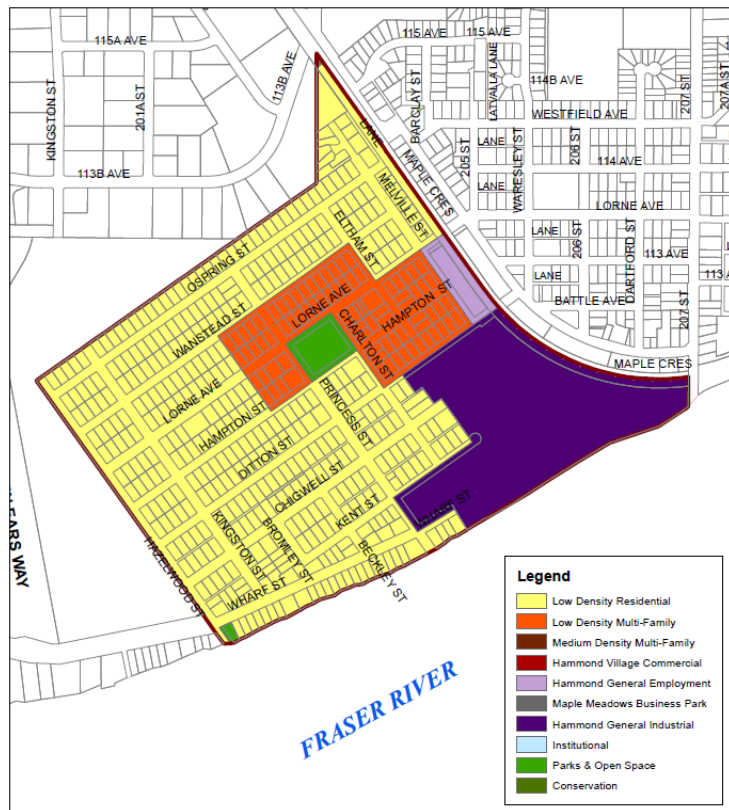 115A AVE
115 AVE
115 AVE
KINGSTON ST
201A ST
113B AVE
BARCLAY ST
LATVALLA LANE
114B AVE
207 ST
207A ST
WESTFIELD AVE
LANE
LANE
205 ST
WARESLEY ST
206 ST
114 AVE
MAPLE CRES
113B AVE
LANE
MELVILLE ST
LORNE AVE
ELTHAM ST
LANE
206 ST
DARTFORD ST
113 AVE
113 A
OSPRING ST
LANE
BATTLE AVE
207 ST
WANSTEAD ST
LORNE AVE
HAMPTON ST
CHARLTON ST
MAPLE CRES
LORNE AVE
HAMPTON ST
PRINCESS ST
DITTON ST
CHIGWELL ST
KENT ST
WHARF ST
EARS WAY
HAZELWOOD ST
KINGSTON ST
BROMLEY ST
BECKLEY ST
WHARF ST
FRASER RIVER
Legend
Low Density Residential
Low Density Multi-Family
Medium Density Multi-Family
Hammond Village Commercial
Hammond General Employment
Maple Meadows Business Park
Hammond General Industrial
Institutional
Parks & Open Space
Conservation